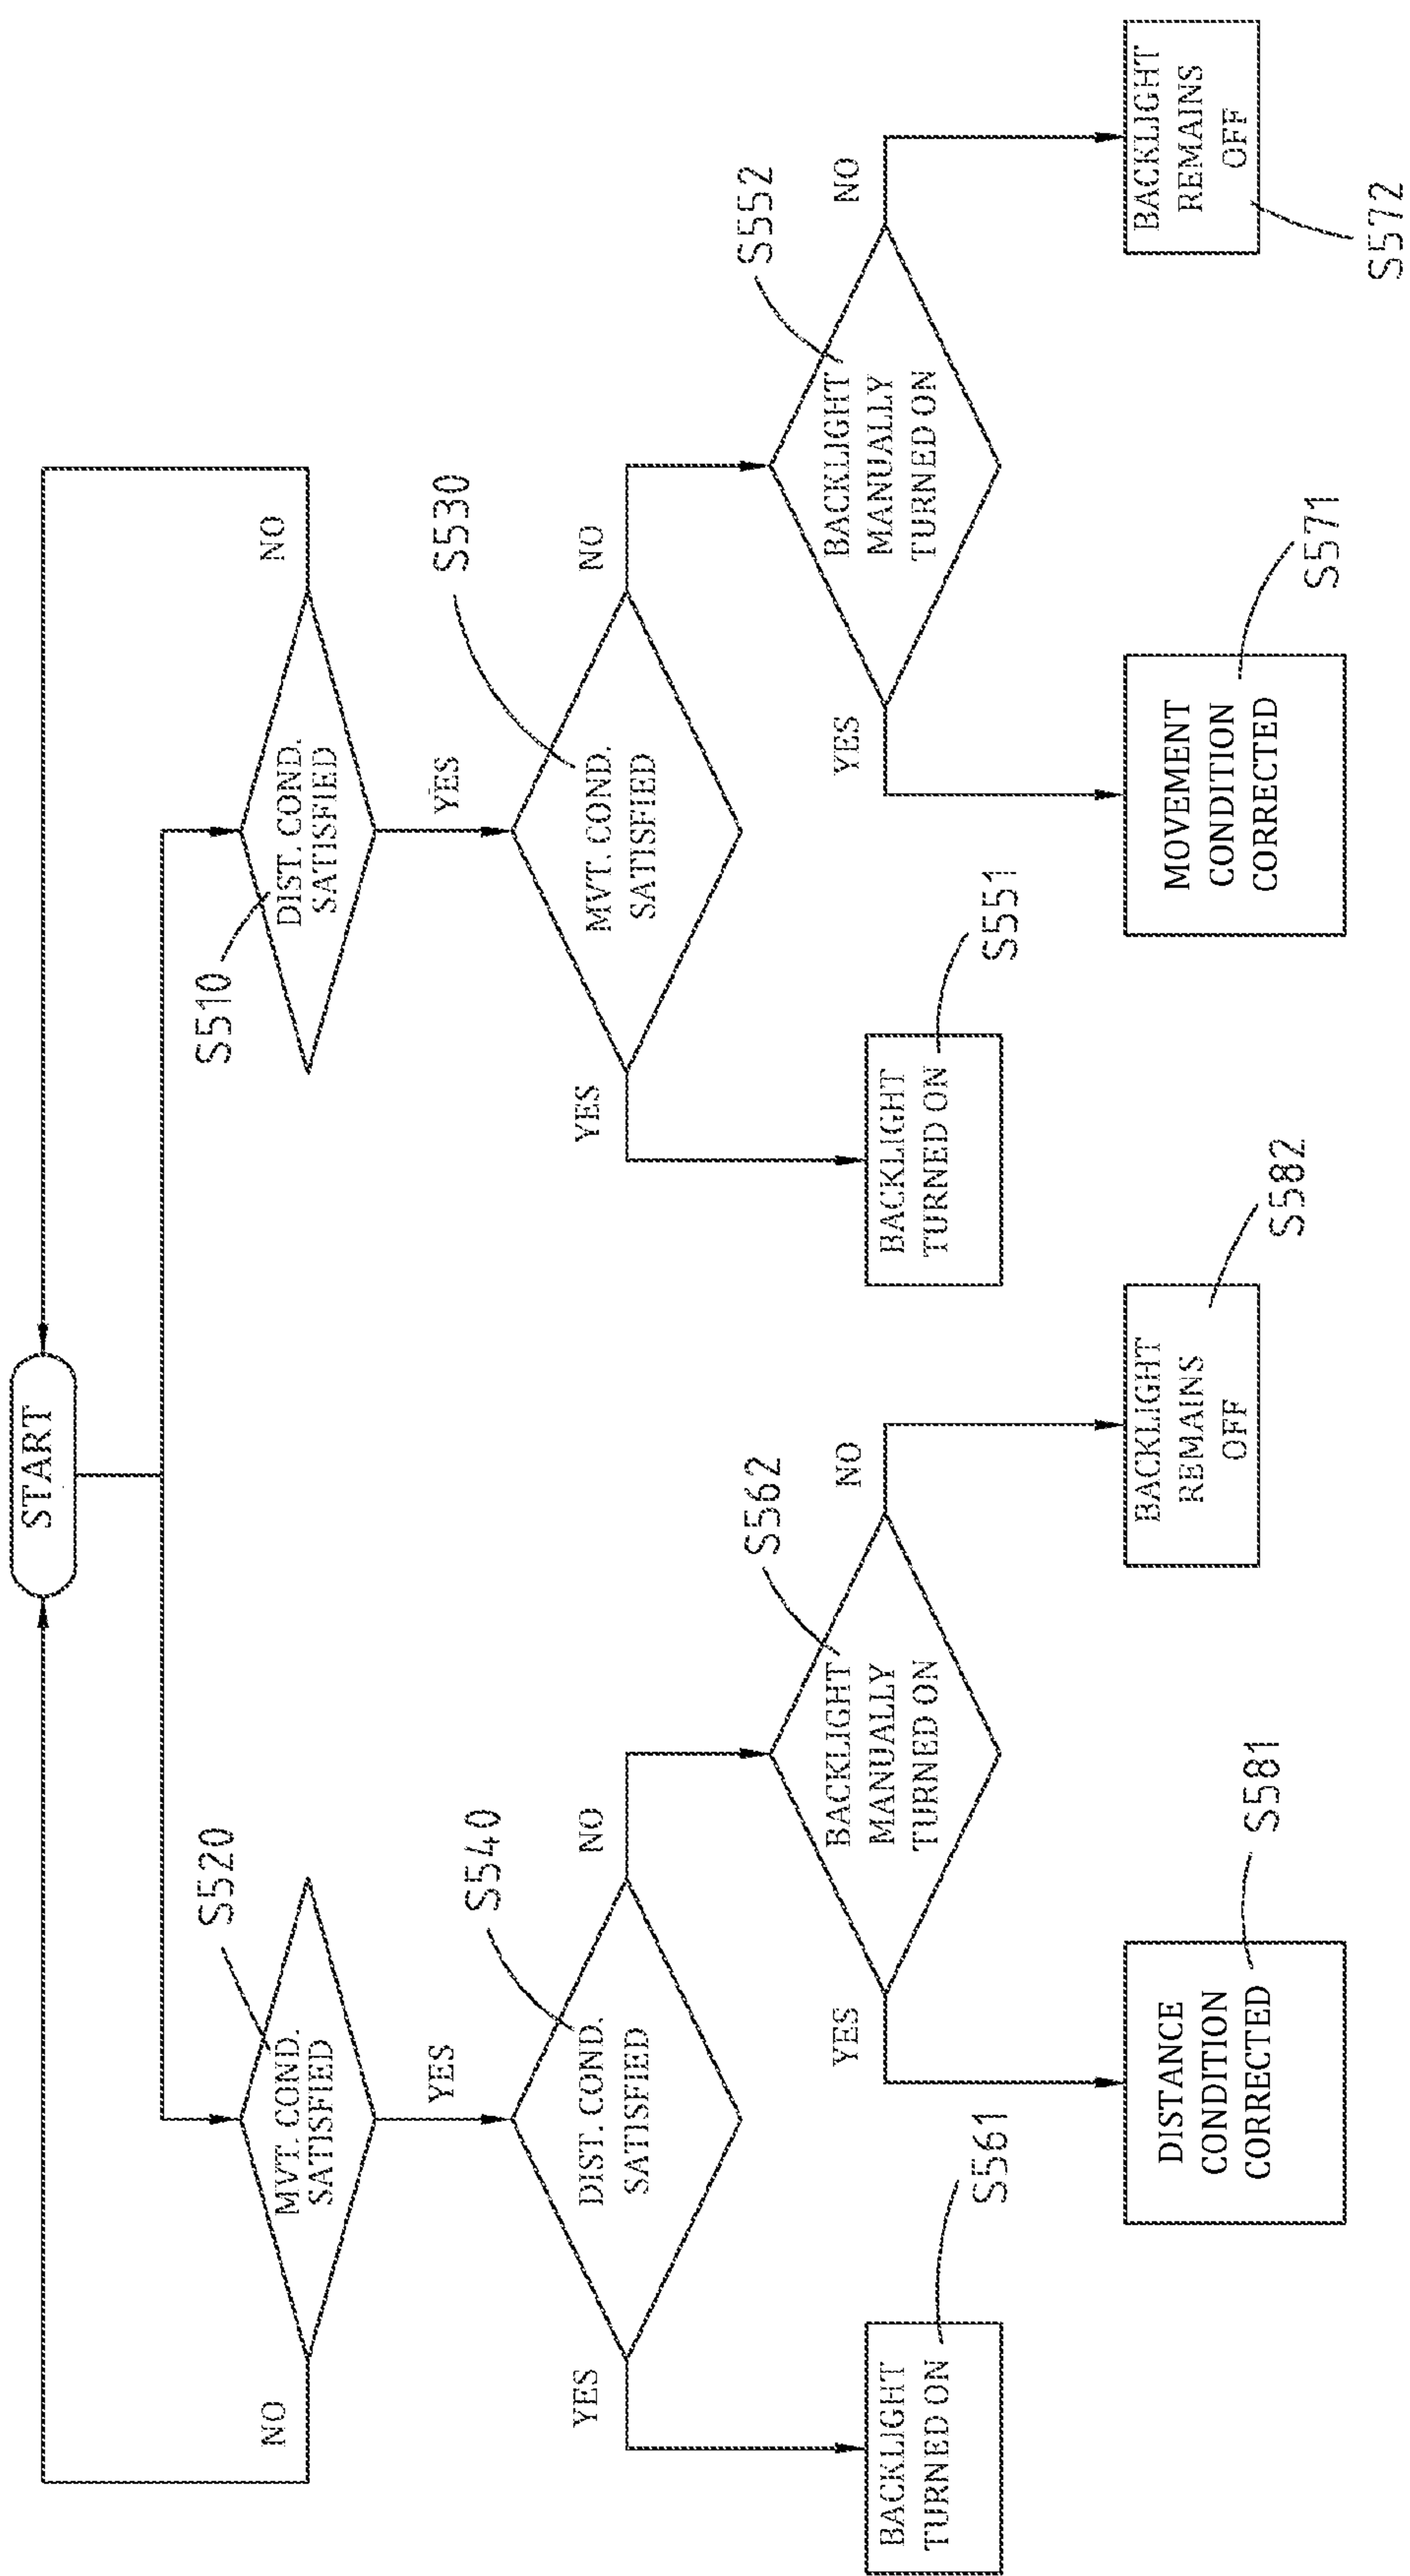 START
S520
MVT. COND.
SATISFIED
NO
YES
S510
DIST. COND.
SATISFIED
NO
YES
S540
DIST. COND.
SATISFIED
YES
NO
S530
MVT. COND.
SATISFIED
YES
NO
S561
BACKLIGHT
TURNED ON
S562
BACKLIGHT
MANUALLY
TURNED ON
YES
NO
S551
BACKLIGHT
TURNED ON
S552
BACKLIGHT
MANUALLY
TURNED ON
YES
NO
DISTANCE
CONDITION
CORRECTED
S581
BACKLIGHT
REMAINS
OFF
S582
MOVEMENT
CONDITION
CORRECTED
S571
BACKLIGHT
REMAINS
OFF
S572